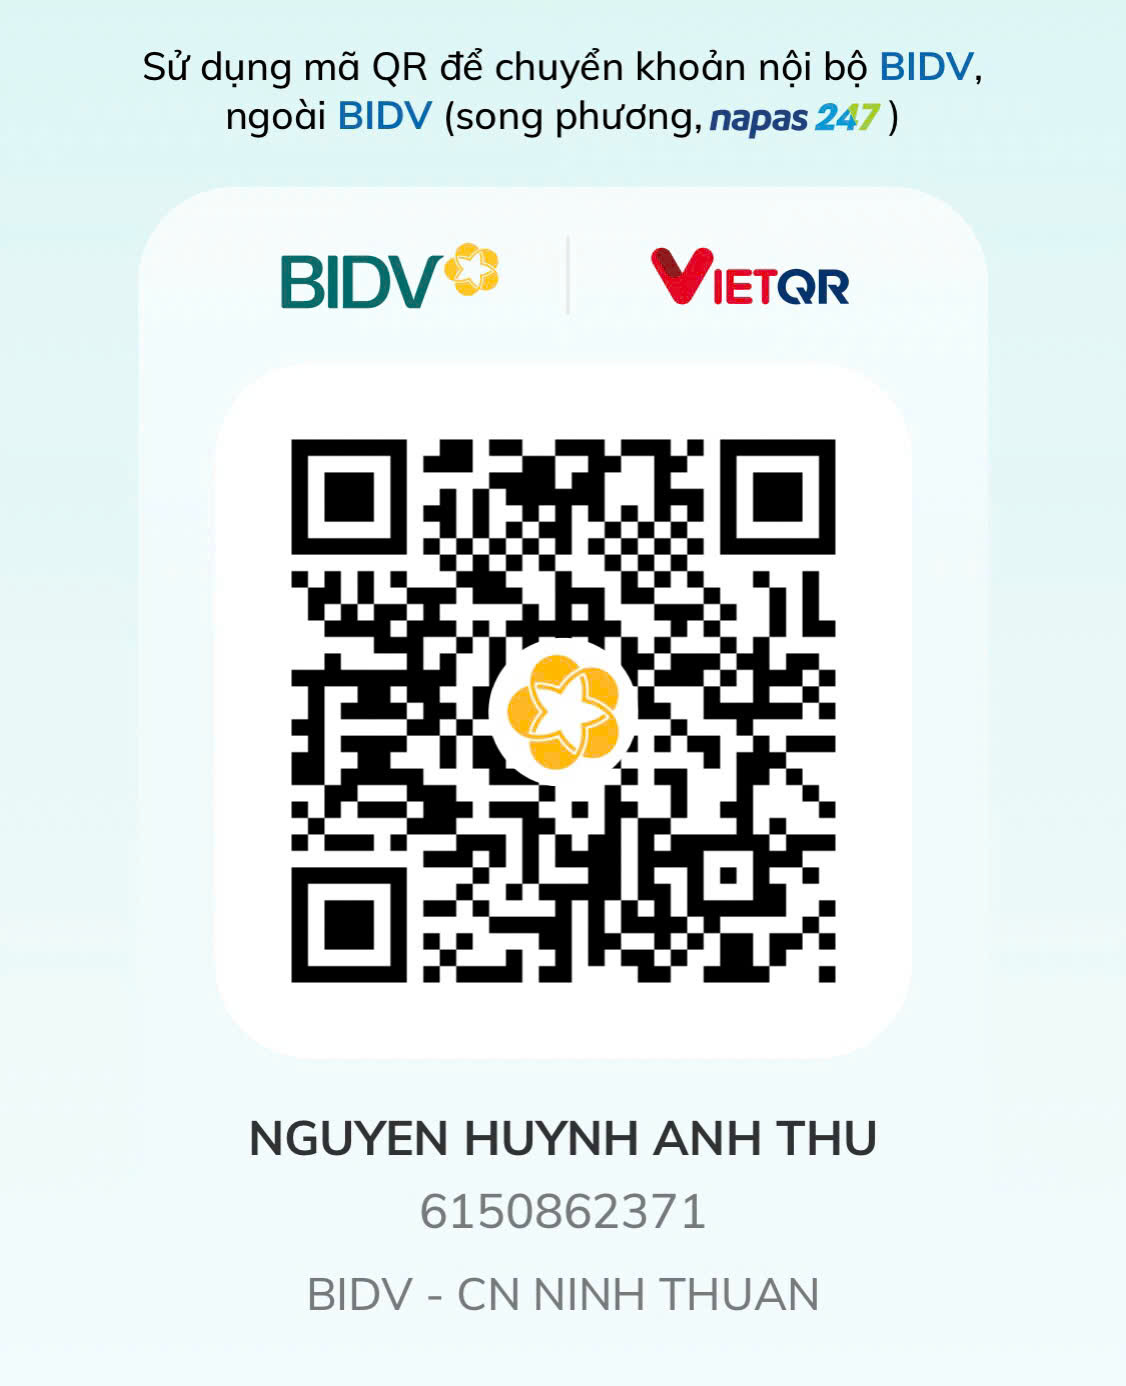 Sử dụng mã QR để chuyển khoản nội bộ BIDV,
ngoài BIDV (song phương, napas 247 )
BIDV VIETQR
NGUYEN HUYNH ANH THU
6150862371
BIDV - CN NINH THUAN